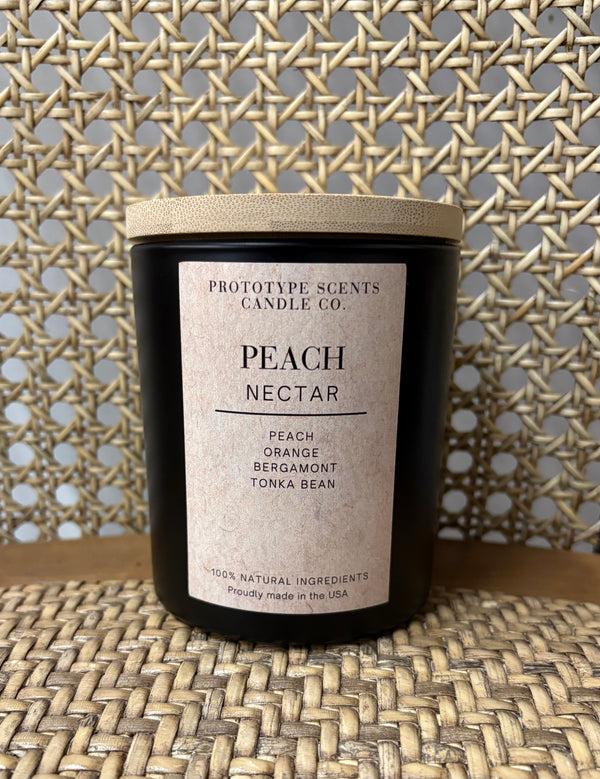 PROTOTYPE SCENTS
CANDLE CO.
PEACH
NECTAR
PEACH
ORANGE
BERGAMONT
TONKA BEAN
100% NATURAL INGREDIENTS
Proudly made in the USA